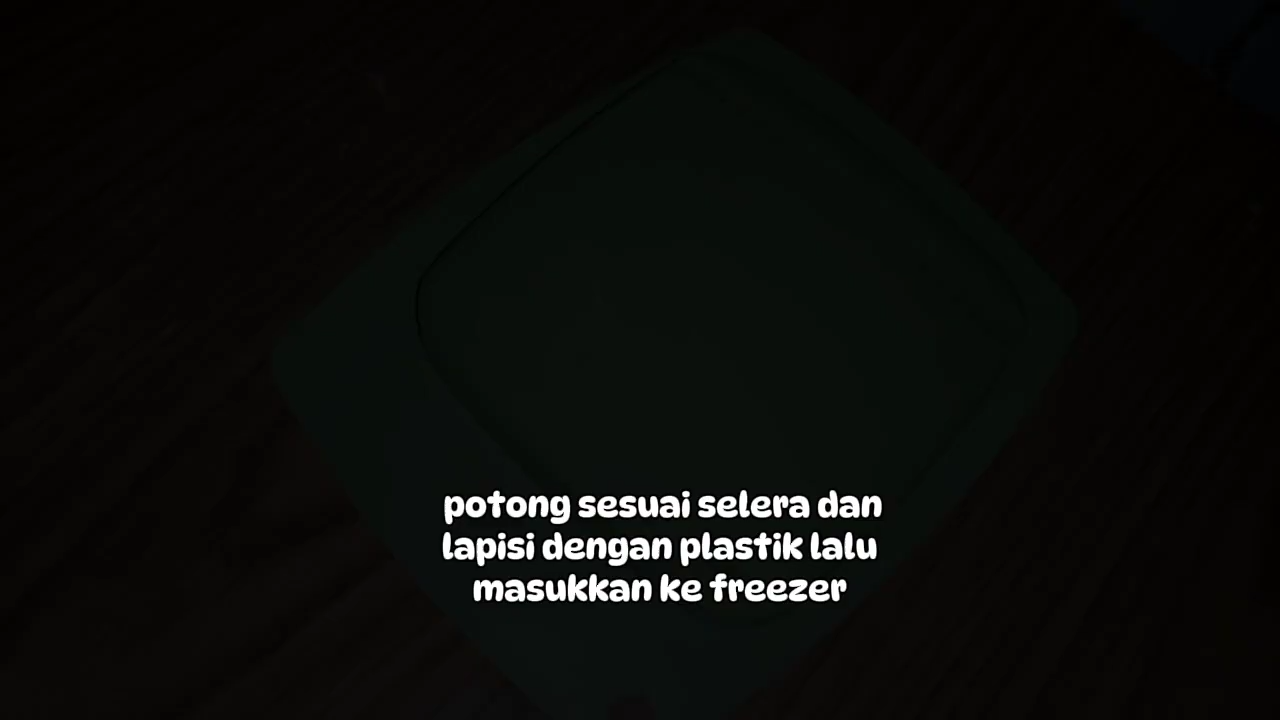 potong sesuai selera dan
lapisi dengan plastik lalu
masukkan ke freezer